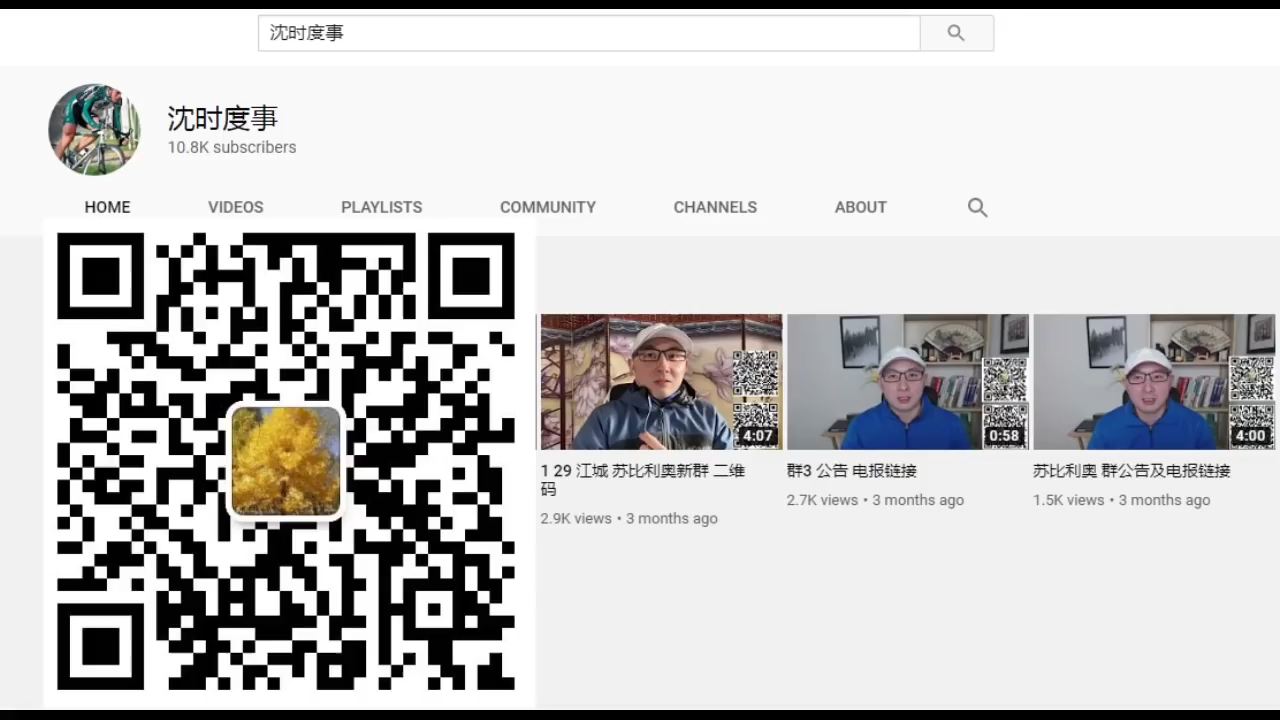 沈时度事
沈时度事
10.8K subscribers
HOME VIDEOS PLAYLISTS COMMUNITY CHANNELS ABOUT
4:07
0:58
4:00
1 29 江城 苏比利奥新群 二维
码
2.9K views • 3 months ago
群3 公告 电报链接
2.7K views • 3 months ago
苏比利奥 群公告及电报链接
1.5K views • 3 months ago